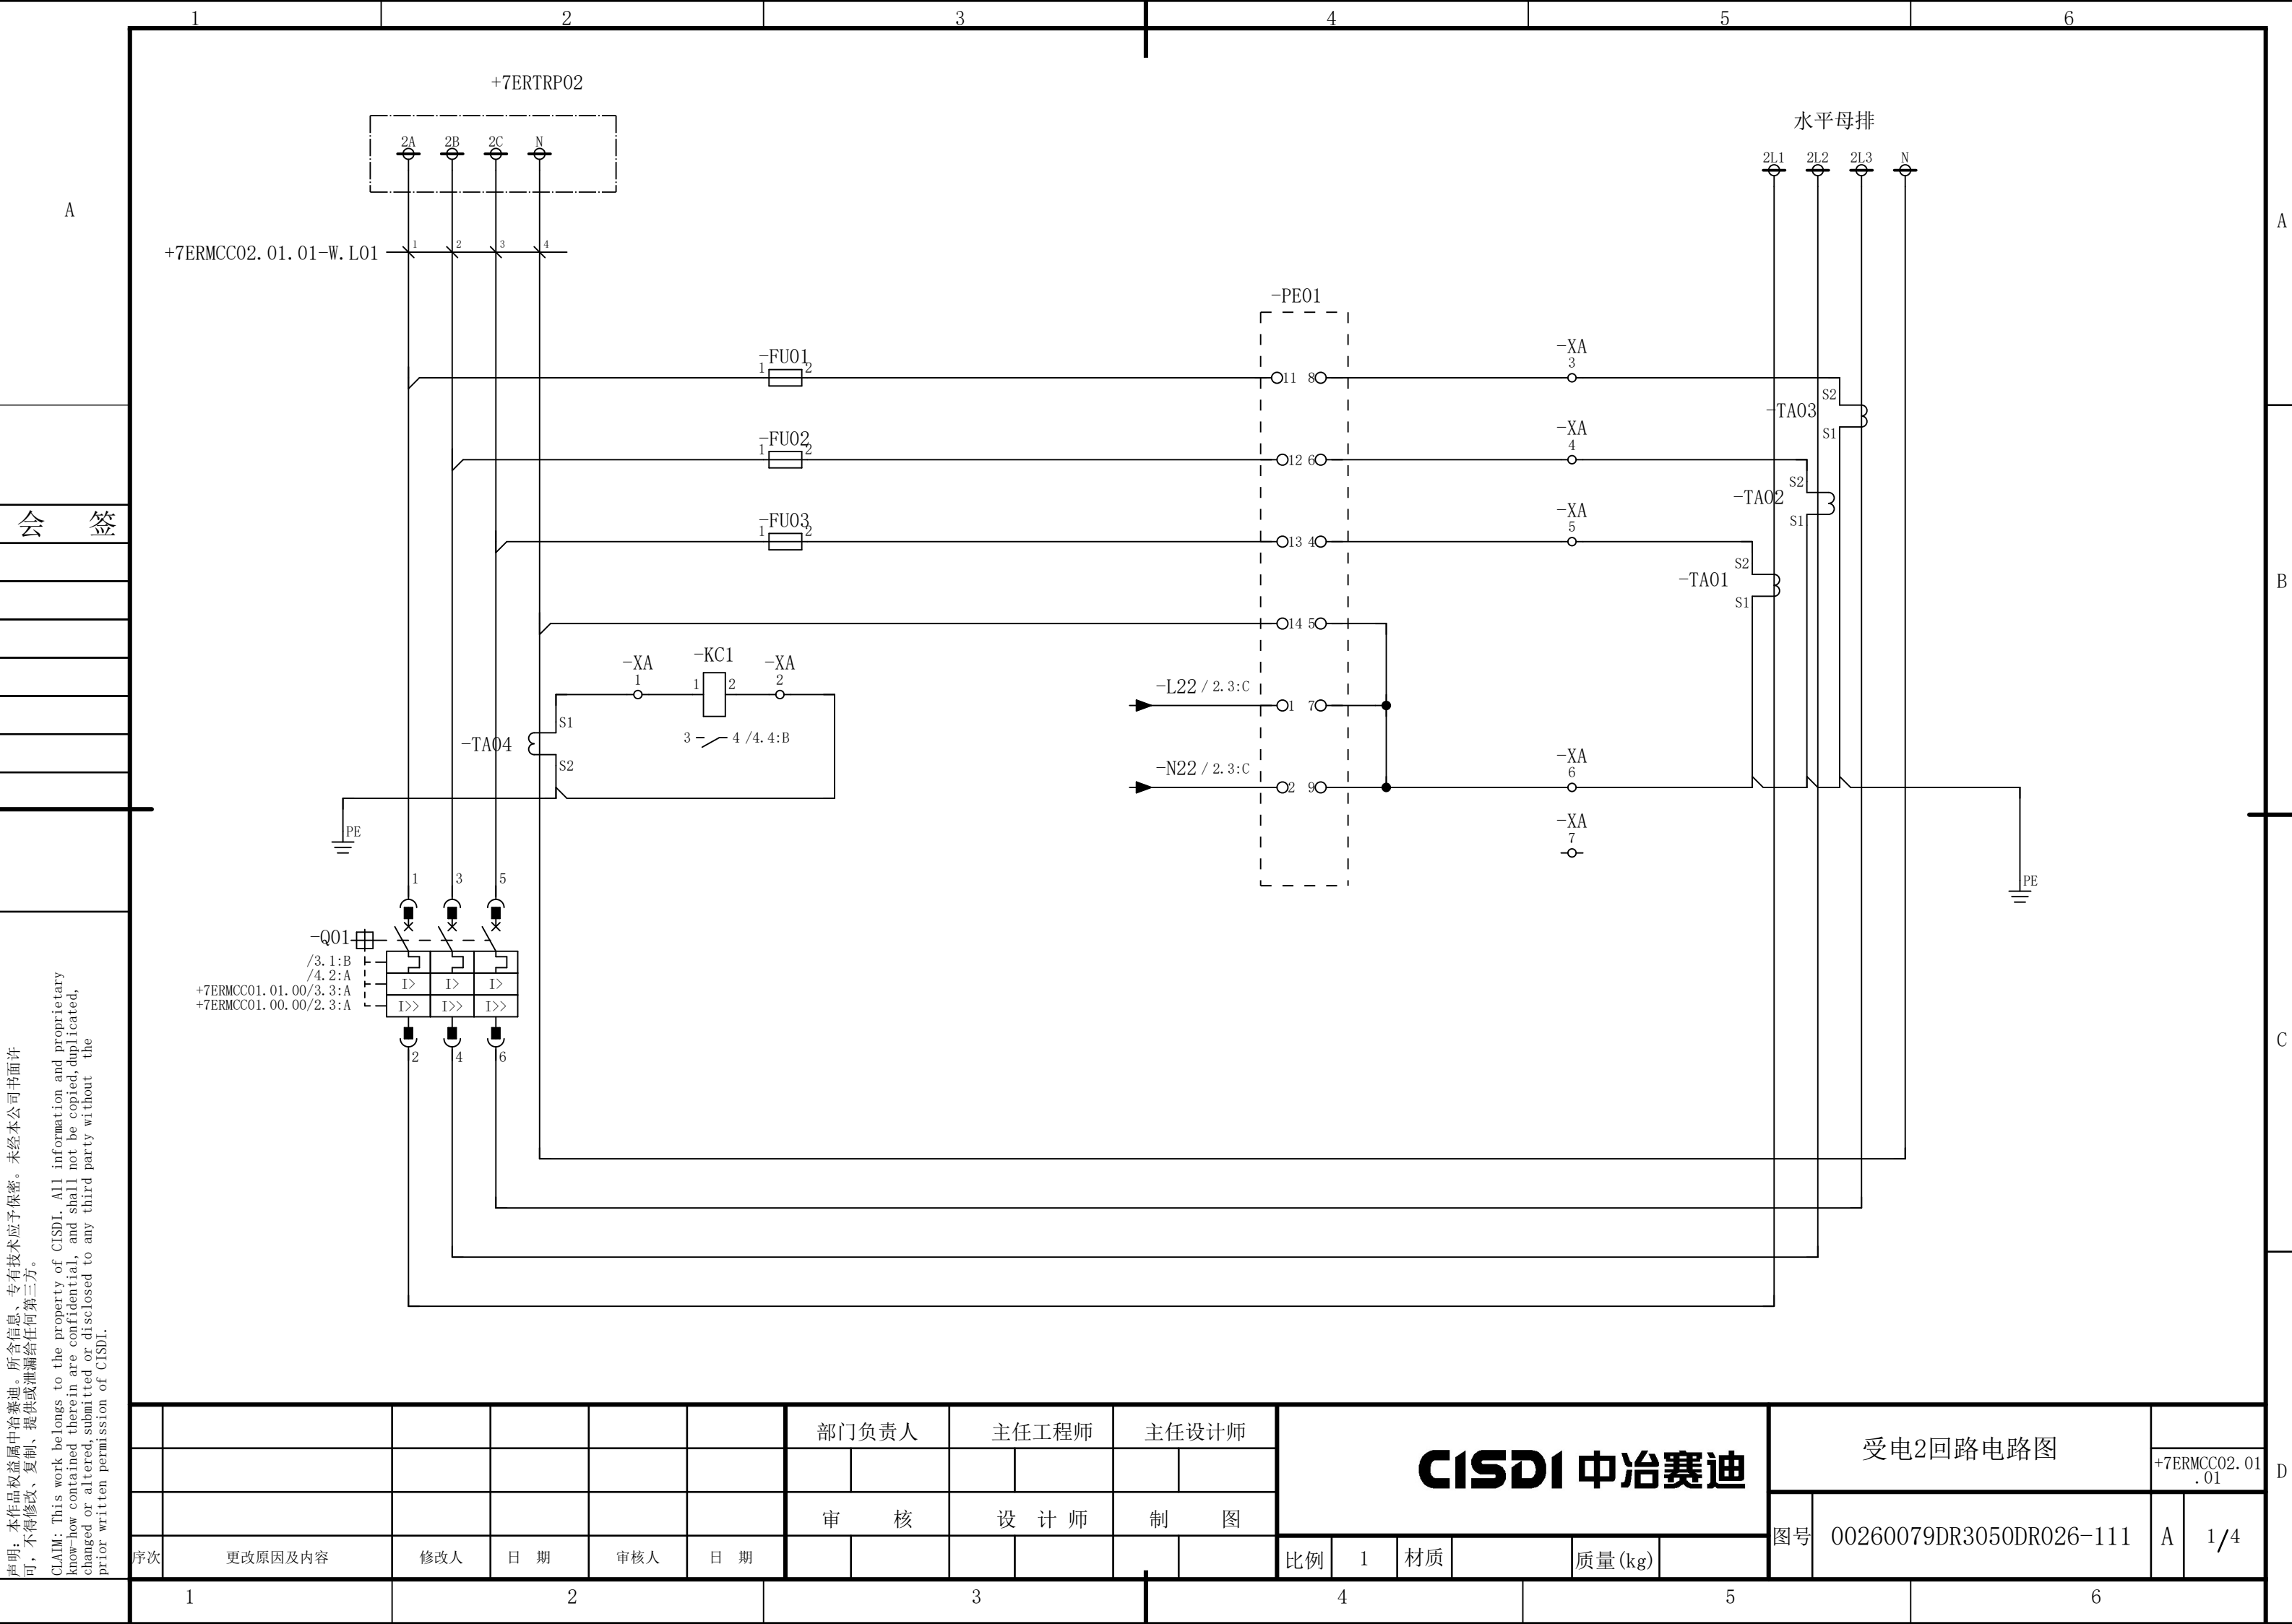 1 2 3 4 5 6
+7ERTRP02
2A 2B 2C N
水平母排
2L1 2L2 2L3 N
A
A
+7ERMCC02.01.01-W.L01
1 2 3 4
-PE01
-FU01
1 2
11 8
-XA
3
S2
-TA03
S1
-FU02
1 2
12 6
-XA
4
S2
-TA02
S1
-FU03
1 2
13 4
-XA
5
S2
-TA01
S1
B
14 5
-XA
1
-KC1
1 2
-XA
2
3 4 /4.4:B
S1
-TA04
S2
PE
-L22 / 2.3:C
1 7
-N22 / 2.3:C
2 9
-XA
6
-XA
7
PE
1 3 5
-Q01
/3.1:B
/4.2:A
+7ERMCC01.01.00/3.3:A
+7ERMCC01.00.00/2.3:A
I> I> I>
I>> I>> I>>
2 4 6
C
会 签
声明: 本作品权益属中冶赛迪。所含信息、专有技术应予保密。未经本公司书面许
可, 不得修改、复制、提供或泄漏给任何第三方。
CLAIM: This work belongs to the property of CISDI. All information and proprietary
know-how contained therein are confidential, and shall not be copied,duplicated,
changed or altered,submitted or disclosed to any third party without the
prior written permission of CISDI.
部门负责人 主任工程师 主任设计师
审 核 设 计 师 制 图
序次 更改原因及内容 修改人 日 期 审核人 日 期
CISDI 中冶赛迪
比例 1 材质 质量(kg)
受电2回路电路图
+7ERMCC02.01
.01
图号 00260079DR3050DR026-111 A 1/4
D
1 2 3 4 5 6